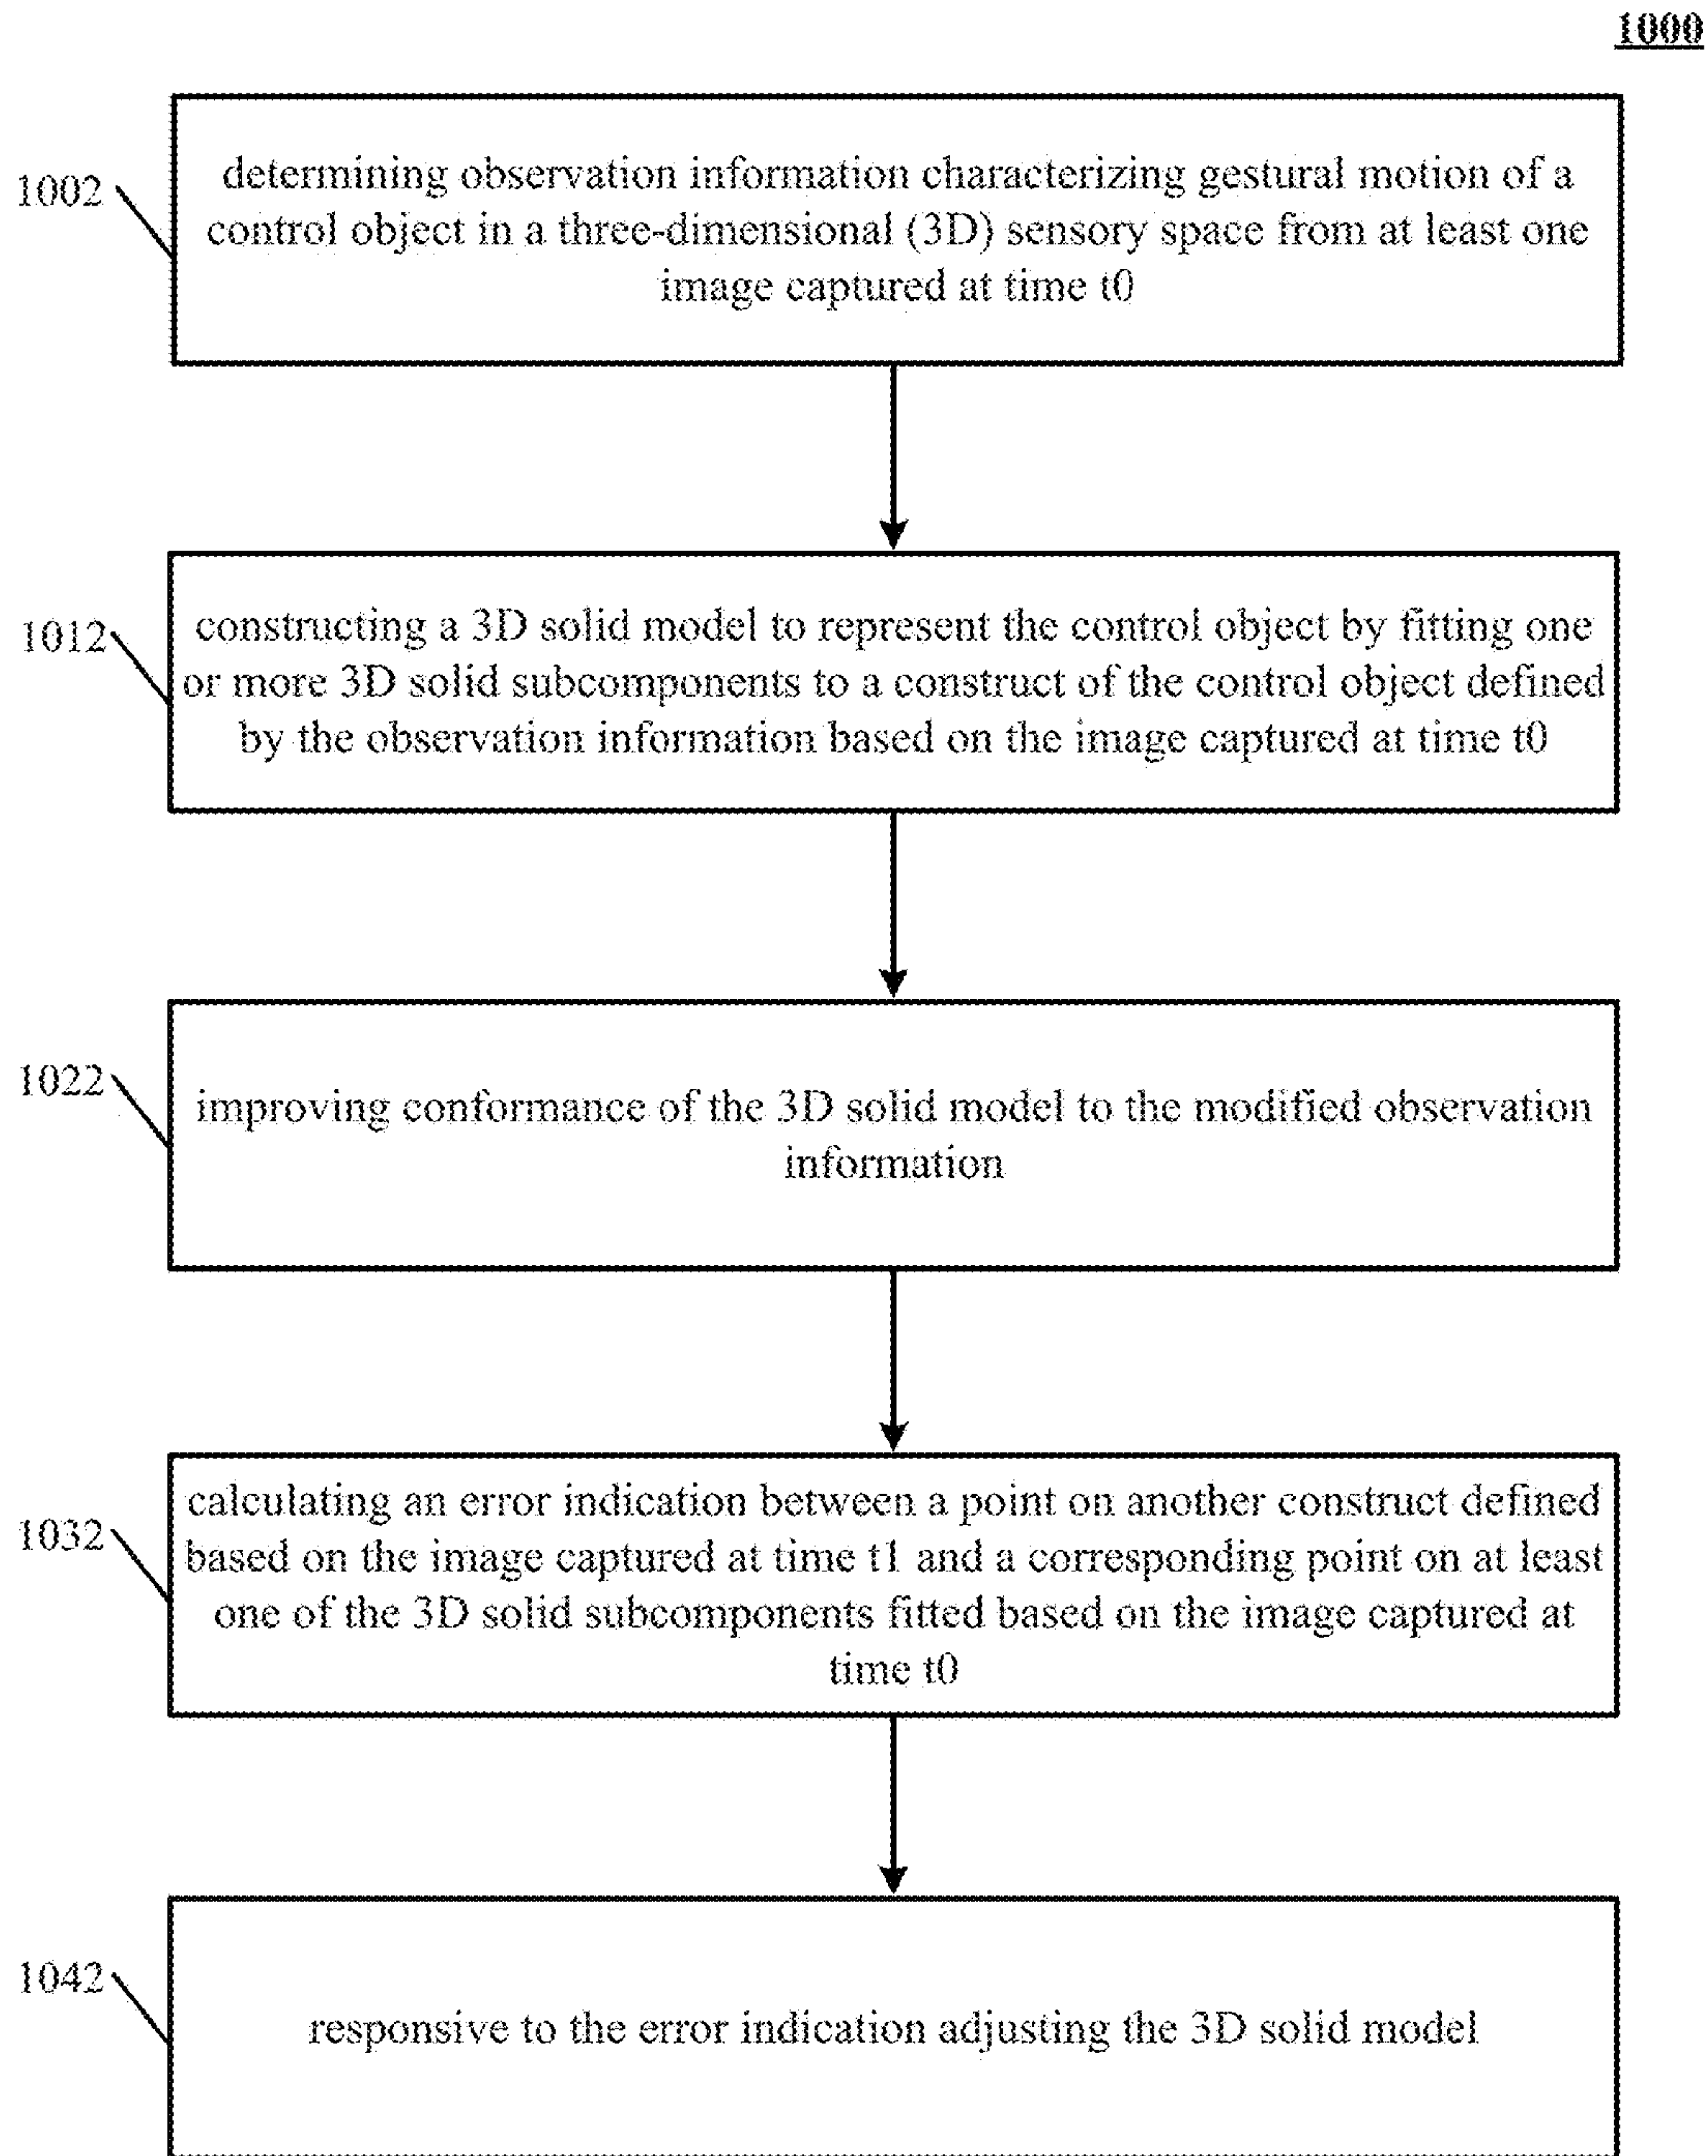 1000
1002
determining observation information characterizing gestural motion of a
control object in a three-dimensional (3D) sensory space from at least one
image captured at time t0
1012
constructing a 3D solid model to represent the control object by fitting one
or more 3D solid subcomponents to a construct of the control object defined
by the observation information based on the image captured at time t0
1022
improving conformance of the 3D solid model to the modified observation
information
1032
calculating an error indication between a point on another construct defined
based on the image captured at time t1 and a corresponding point on at least
one of the 3D solid subcomponents fitted based on the image captured at
time t0
1042
responsive to the error indication adjusting the 3D solid model